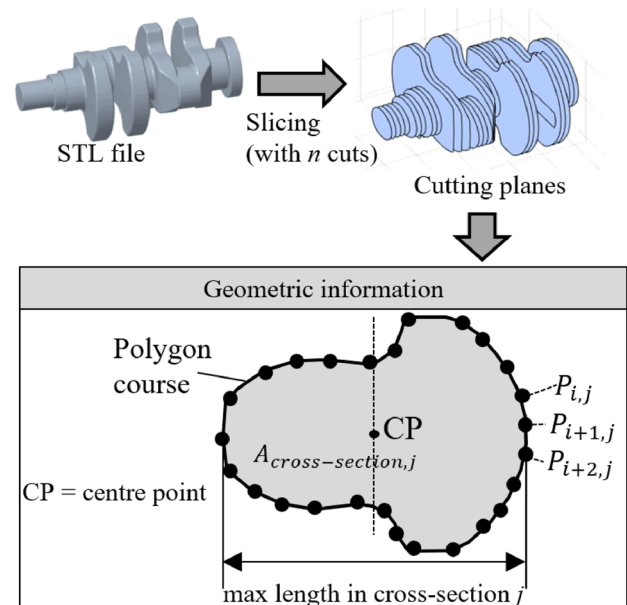 STL file
Slicing
(with n cuts)
Cutting planes
Geometric information
Polygon
course
P_{i,j}
P_{i+1,j}
P_{i+2,j}
CP
A_{cross−section,j}
CP = centre point
max length in cross-section j